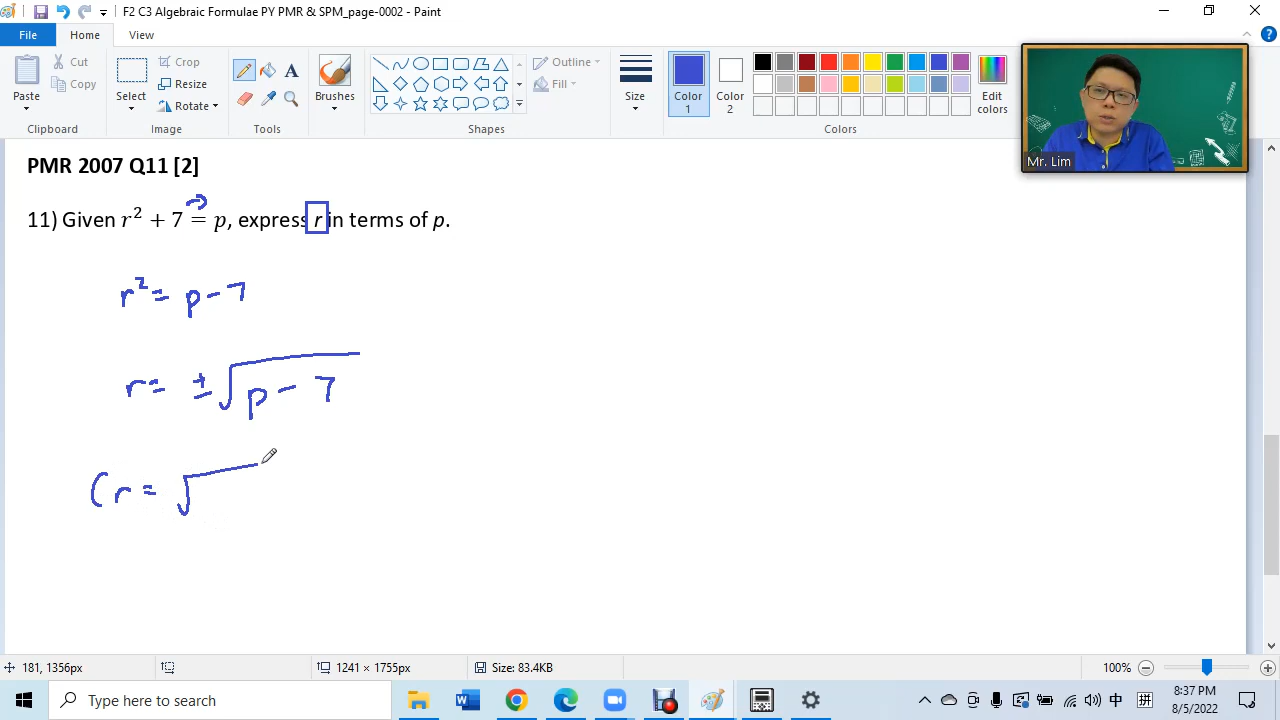 F2 C3 Algebraic Formulae PY PMR & SPM_page-0002 - Paint
File Home View
Paste Cut Copy Clipboard
Select Crop Resize Rotate Image
Tools
Brushes
Outline Fill Shapes
Size
Color 1 Color 2 Edit colors Colors
Mr. Lim
PMR 2007 Q11 [2]
11) Given r² + 7 = p, express r in terms of p.
r² = p - 7
r = ± √p - 7
(r = √
181, 1356px 1241 × 1755px Size: 83.4KB 100%
Type here to search
中 拼 8:37 PM
8/5/2022